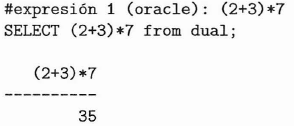 #expresión 1 (oracle): (2+3)*7
SELECT (2+3)*7 from dual;
(2+3)*7
----------
35